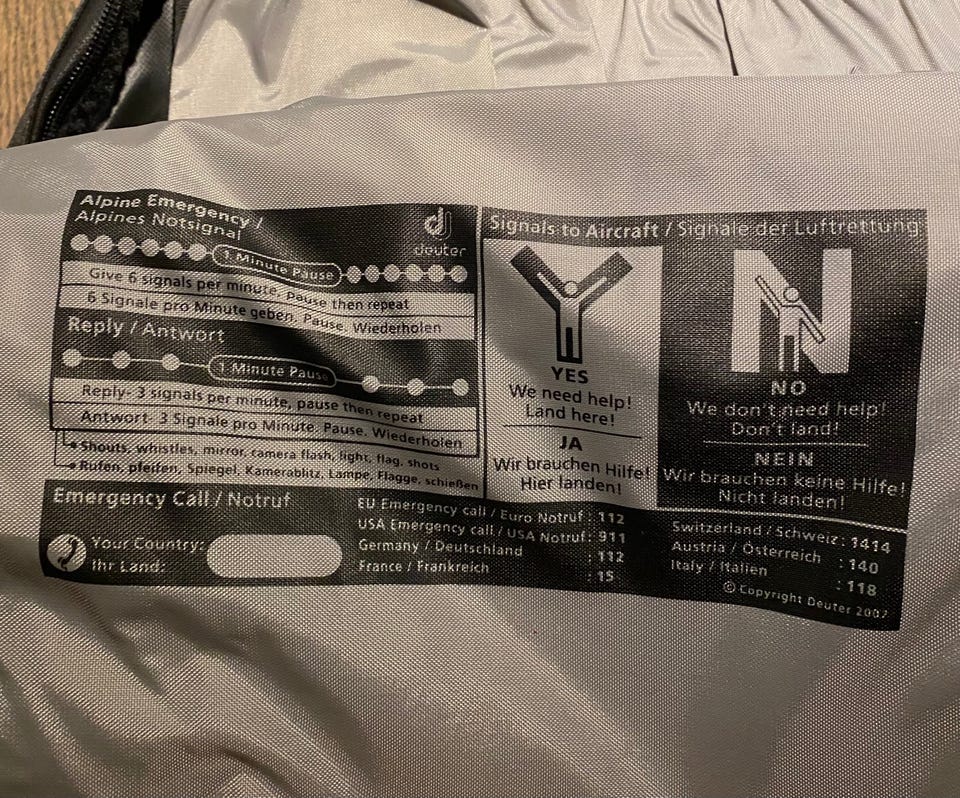 Alpine Emergency /
Alpines Notsignal
deuter
1 Minute Pause
Give 6 signals per minute, pause then repeat
6 Signale pro Minute geben. Pause. Wiederholen
Reply / Antwort
1 Minute Pause
Reply- 3 signals per minute, pause then repeat
Antwort- 3 Signale pro Minute. Pause. Wiederholen
Shouts, whistles, mirror, camera flash, light, flag, shots
Rufen, pfeifen, Spiegel, Kamerablitz, Lampe, Flagge, schießen
Signals to Aircraft / Signale der Luftrettung
Y
YES
We need help!
Land here!
JA
Wir brauchen Hilfe!
Hier landen!
N
NO
We don't need help!
Don't land!
NEIN
Wir brauchen keine Hilfe!
Nicht landen!
Emergency Call / Notruf
Your Country:
Ihr Land:
EU Emergency call / Euro Notruf : 112
USA Emergency call / USA Notruf : 911
Germany / Deutschland : 112
France / Frankreich : 15
Switzerland / Schweiz : 1414
Austria / Österreich : 140
Italy / Italien : 118
© Copyright Deuter 2007